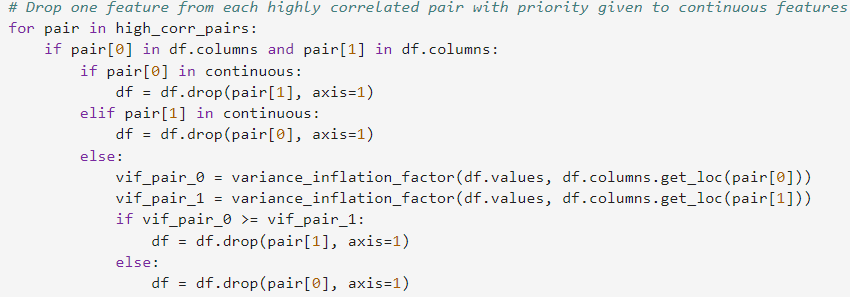 # Drop one feature from each highly correlated pair with priority given to continuous features
for pair in high_corr_pairs:
    if pair[0] in df.columns and pair[1] in df.columns:
        if pair[0] in continuous:
            df = df.drop(pair[1], axis=1)
        elif pair[1] in continuous:
            df = df.drop(pair[0], axis=1)
        else:
            vif_pair_0 = variance_inflation_factor(df.values, df.columns.get_loc(pair[0]))
            vif_pair_1 = variance_inflation_factor(df.values, df.columns.get_loc(pair[1]))
            if vif_pair_0 >= vif_pair_1:
                df = df.drop(pair[1], axis=1)
            else:
                df = df.drop(pair[0], axis=1)